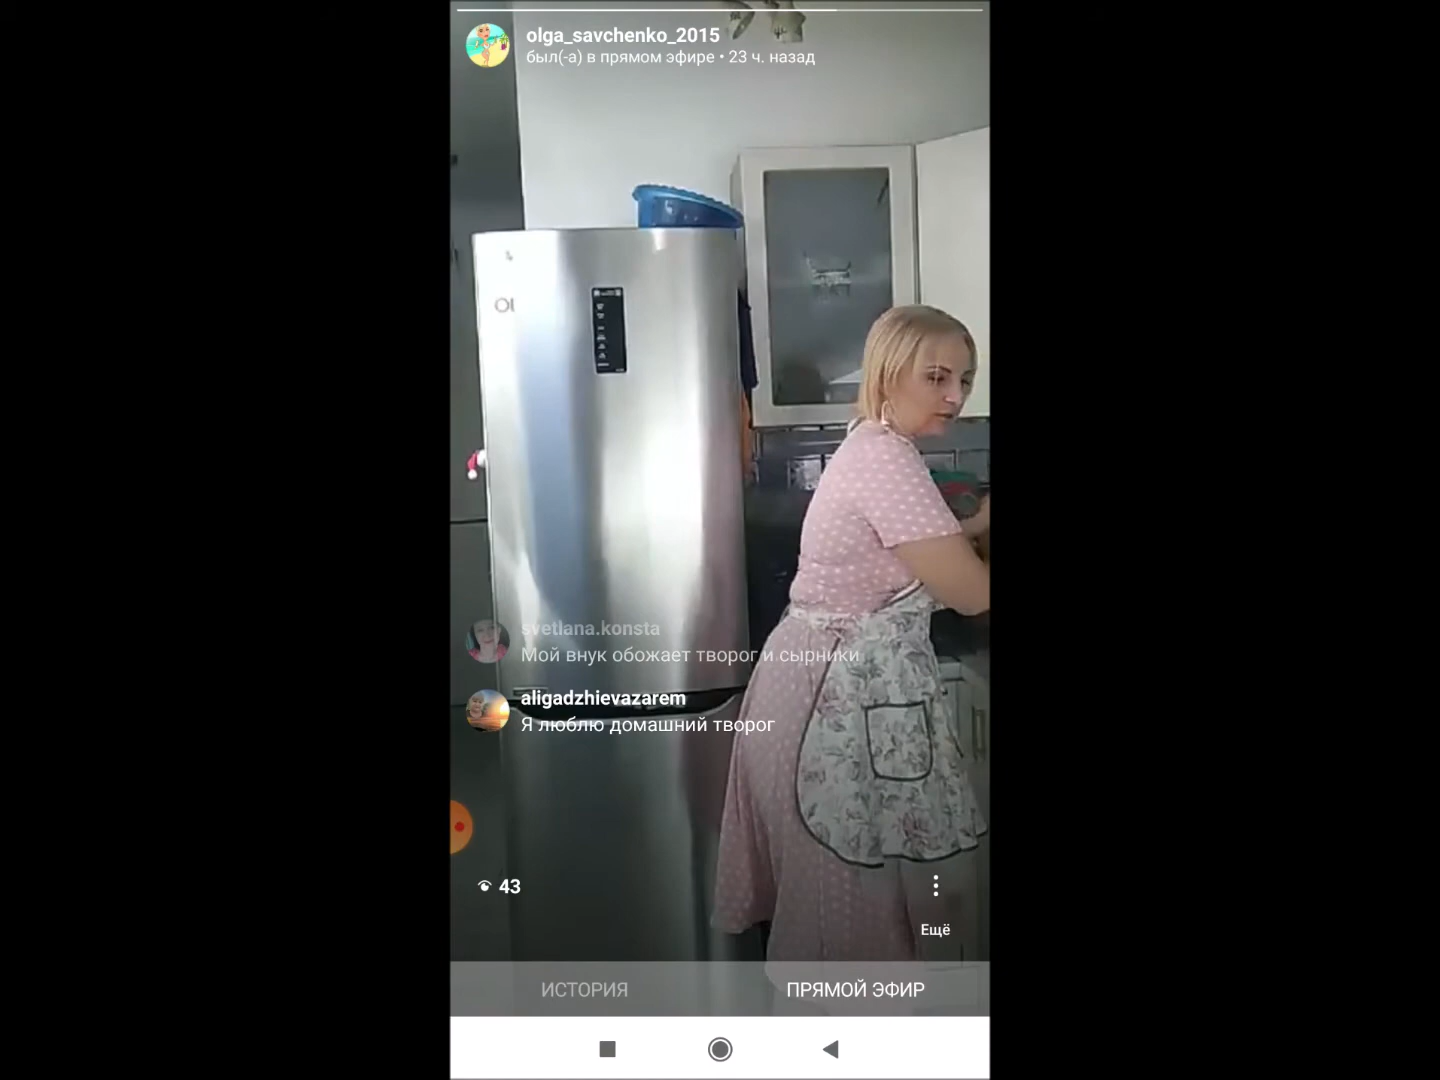 olga_savchenko_2015
был(-а) в прямом эфире • 23 ч. назад
svetlana.konsta
Мой внук обожает творог и сырники
aligadzhievazarem
Я люблю домашний творог
43
Ещё
ИСТОРИЯ
ПРЯМОЙ ЭФИР